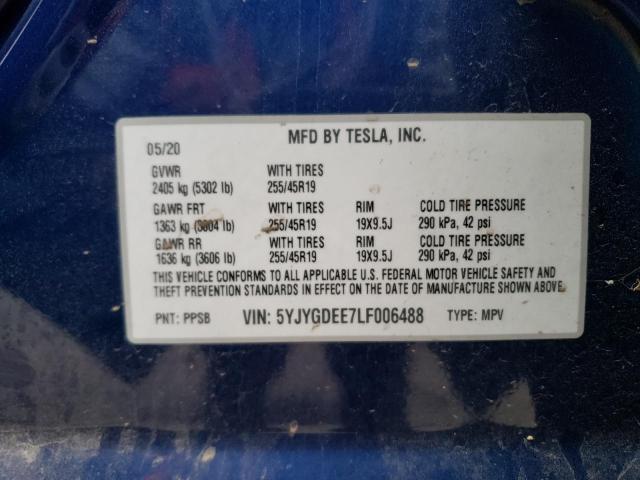 MFD BY TESLA, INC.
05/20
GVWR WITH TIRES
2405 kg (5302 lb) 255/45R19
GAWR FRT WITH TIRES RIM COLD TIRE PRESSURE
1363 kg (3004 lb) 255/45R19 19X9.5J 290 kPa, 42 psi
GAWR RR WITH TIRES RIM COLD TIRE PRESSURE
1636 kg (3606 lb) 255/45R19 19X9.5J 290 kPa, 42 psi
THIS VEHICLE CONFORMS TO ALL APPLICABLE U.S. FEDERAL MOTOR VEHICLE SAFETY AND
THEFT PREVENTION STANDARDS IN EFFECT ON THE DATE OF MANUFACTURE SHOWN ABOVE.
PNT: PPSB VIN: 5YJYGDEE7LF006488 TYPE: MPV